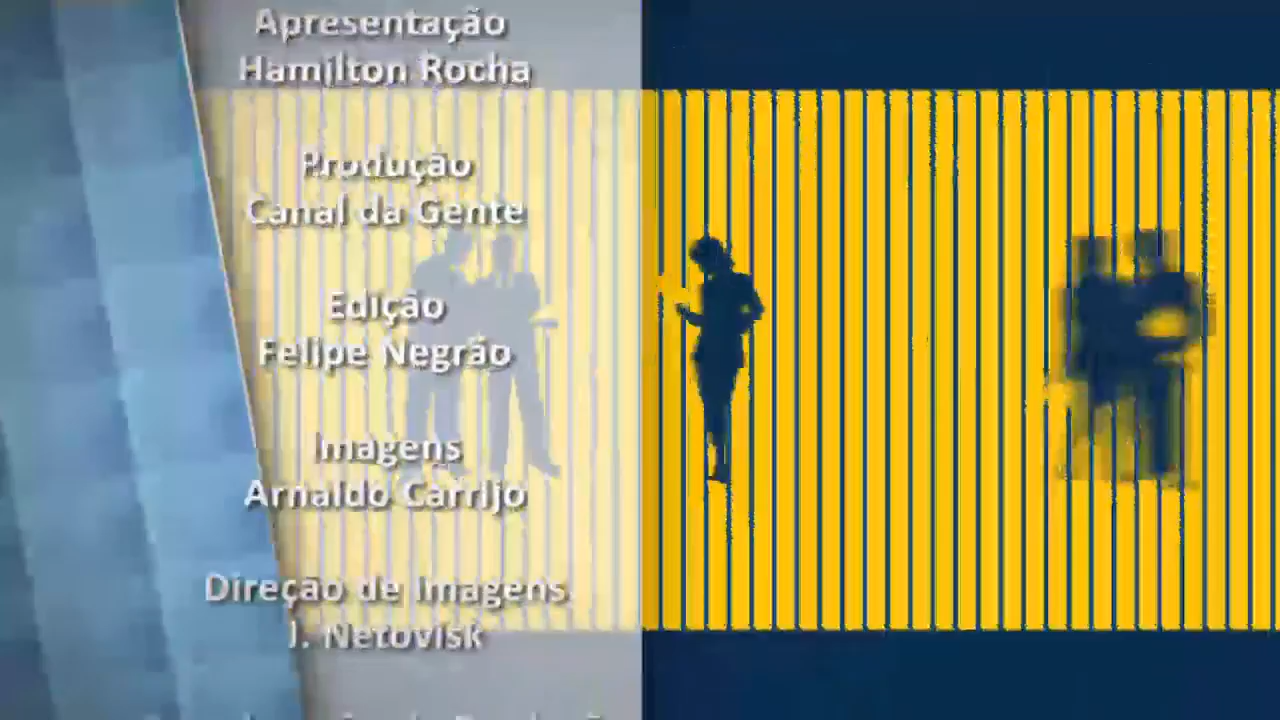 Apresentação
Hamilton Rocha
Produção
Canal da Gente
Edição
Felipe Negrão
Imagens
Arnaldo Carrijo
Direção de Imagens
J. Netovisk